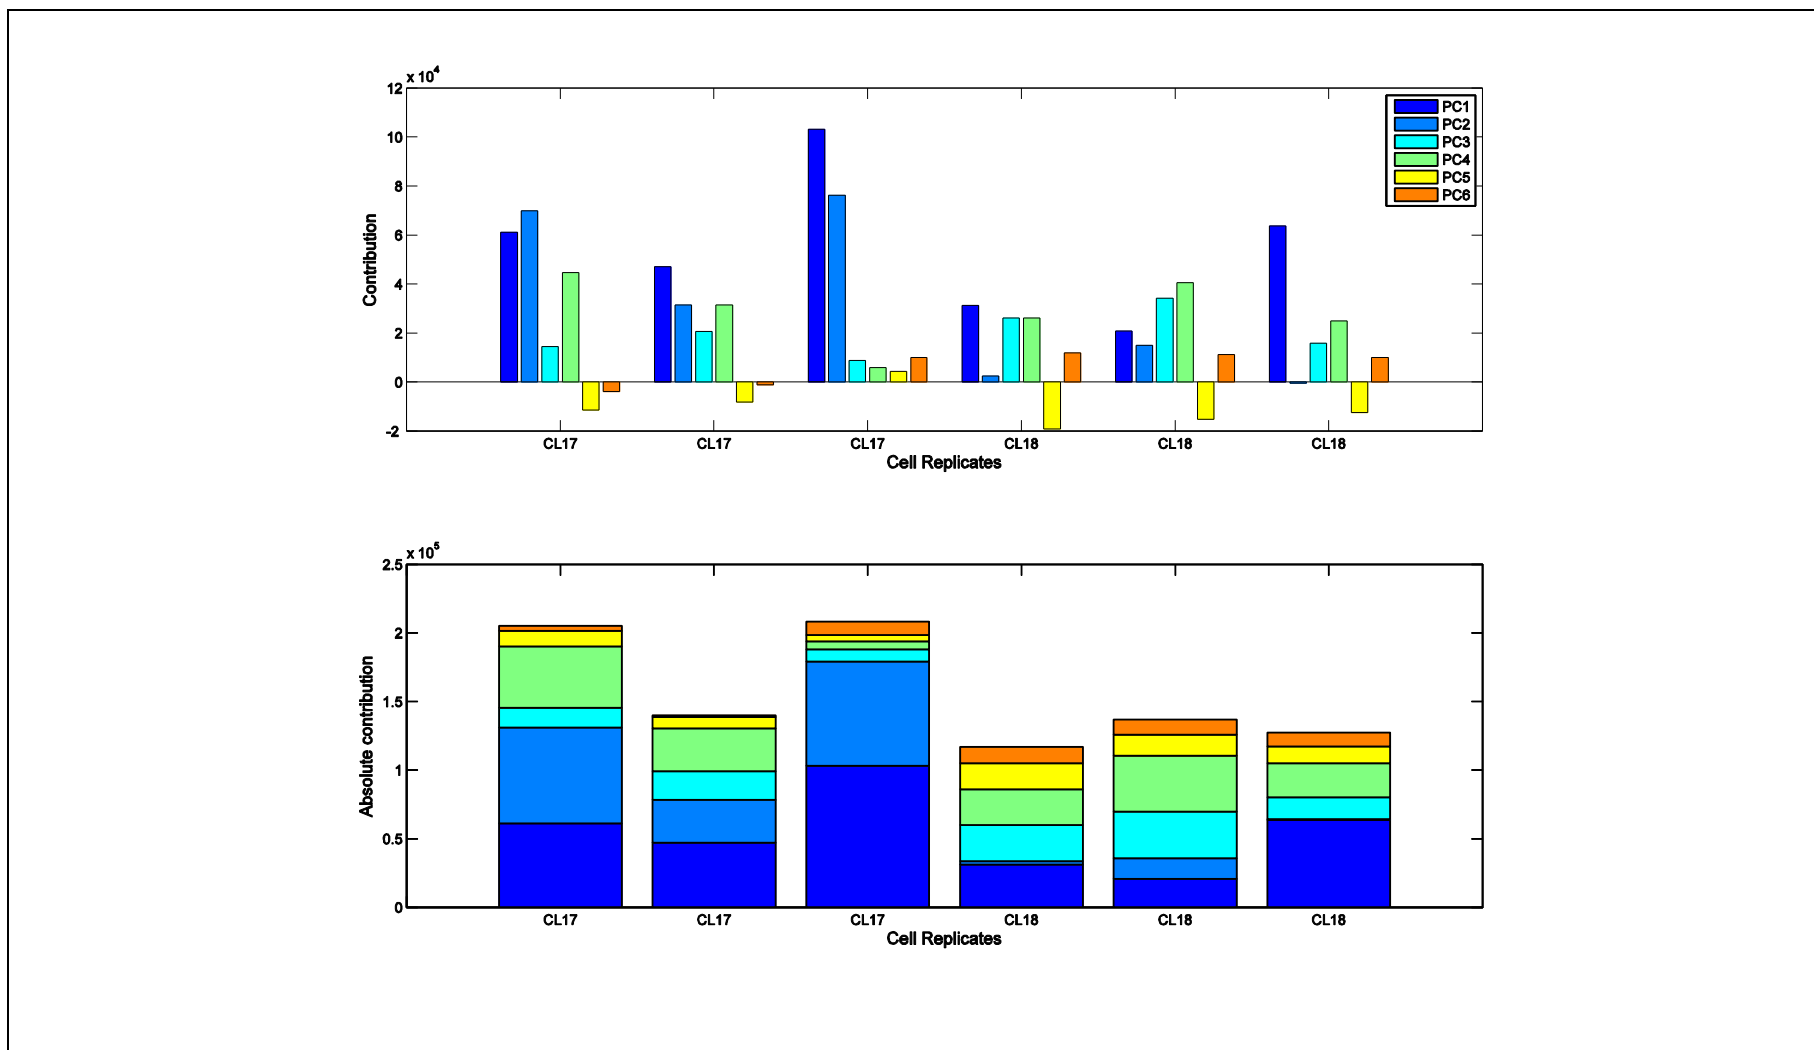 x 10^4
12
10
8
6
4
2
0
-2
Contribution
CL17 CL17 CL17 CL18 CL18 CL18
Cell Replicates
PC1
PC2
PC3
PC4
PC5
PC6
x 10^5
2.5
2
1.5
1
0.5
0
Absolute contribution
CL17 CL17 CL17 CL18 CL18 CL18
Cell Replicates